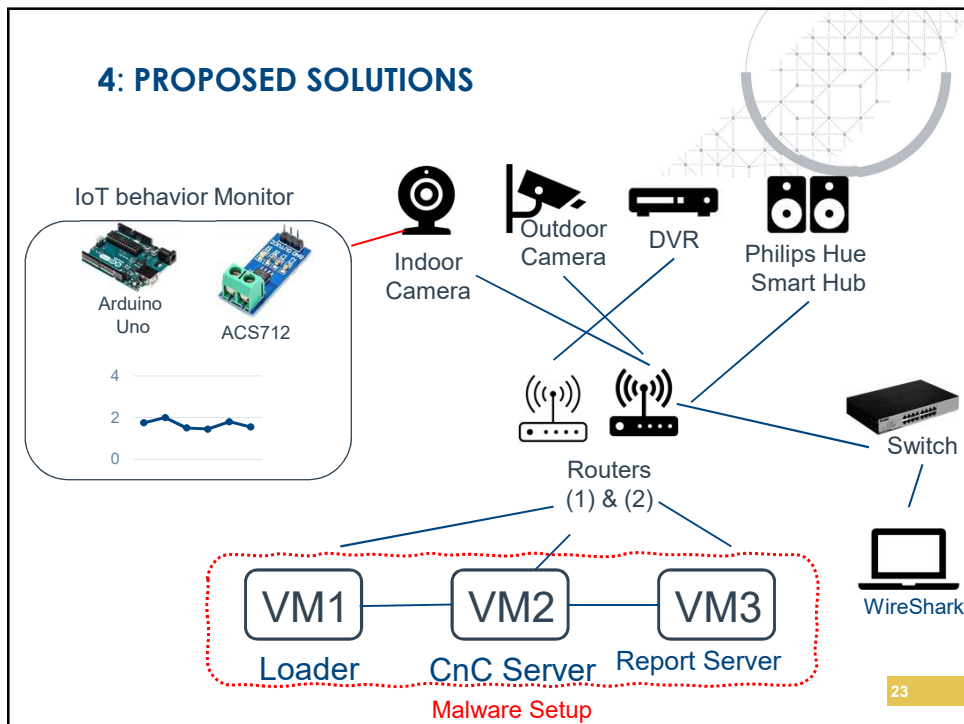 4: PROPOSED SOLUTIONS
IoT behavior Monitor
Arduino
Uno
ACS712
4
2
0
Indoor
Camera
Outdoor
Camera
DVR
Philips Hue
Smart Hub
Routers
(1) & (2)
Switch
WireShark
VM1
VM2
VM3
Loader
CnC Server
Report Server
Malware Setup
23